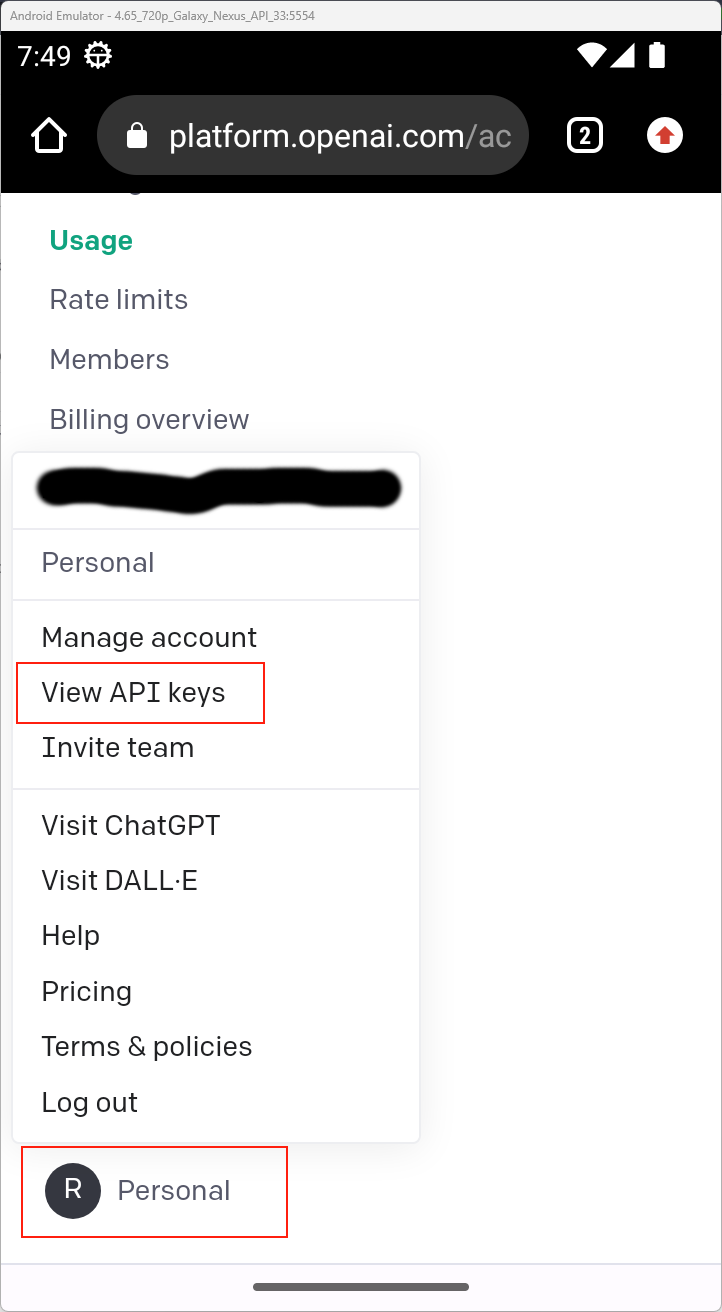 Android Emulator - 4.65_720p_Galaxy_Nexus_API_33:5554
7:49
platform.openai.com/ac
2
Usage
Rate limits
Members
Billing overview
Personal
Manage account
View API keys
Invite team
Visit ChatGPT
Visit DALL·E
Help
Pricing
Terms & policies
Log out
R Personal